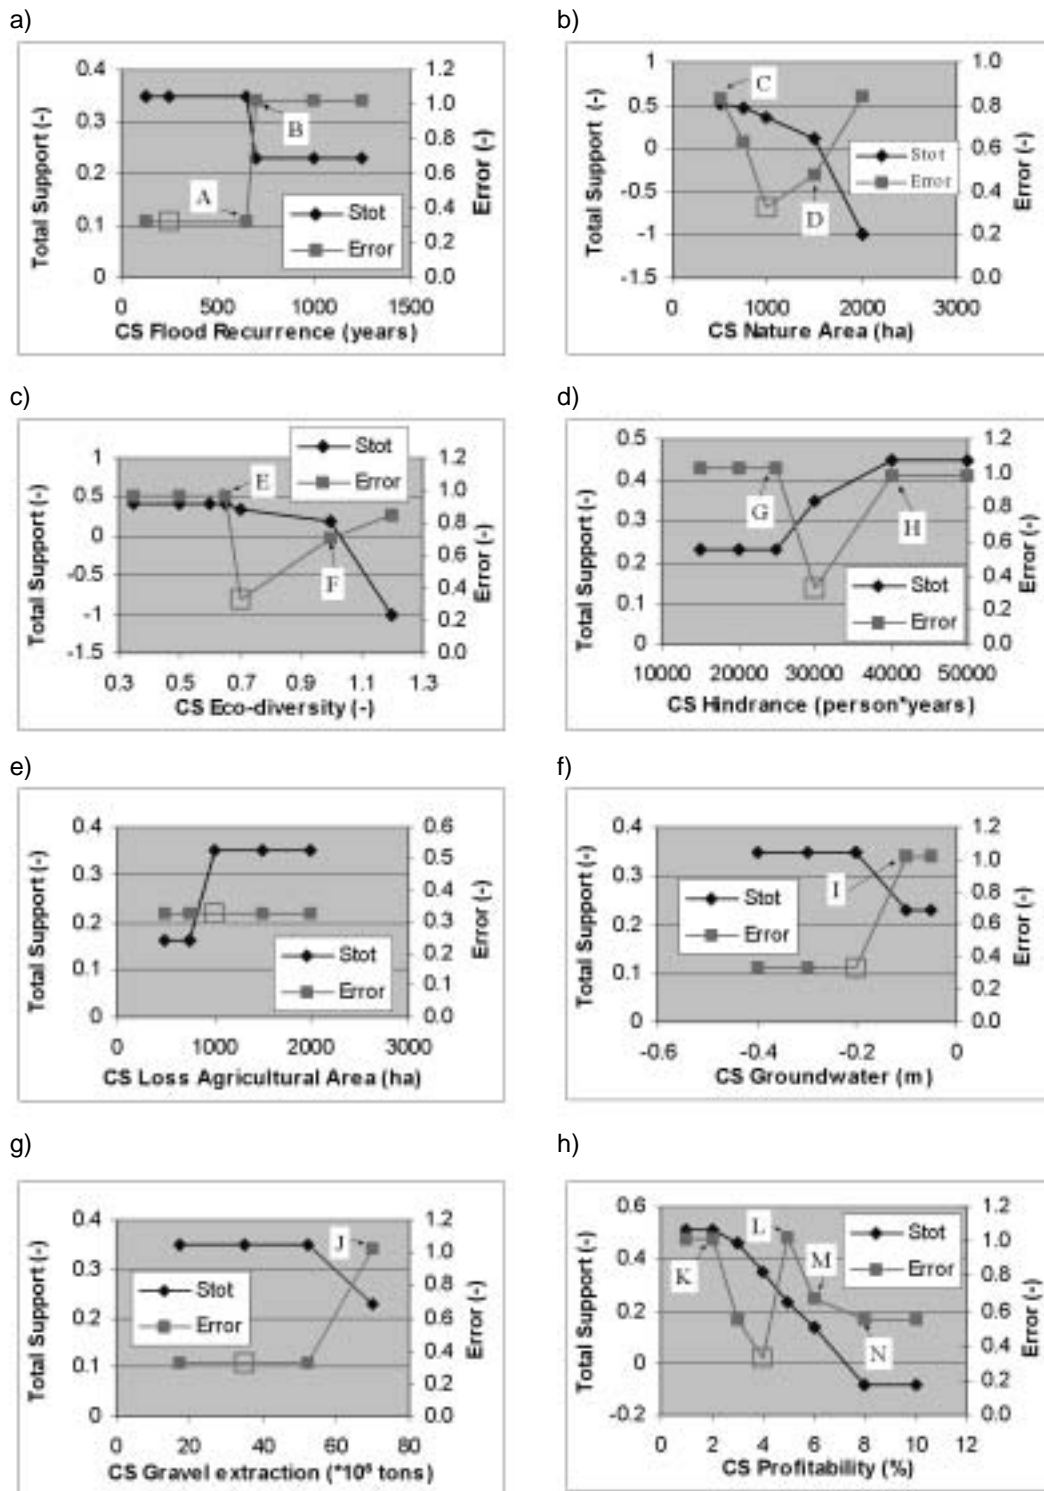 a)
Total Support (-)
0.4
0.3
0.2
0.1
0
1.2
1.0
0.8
0.6
0.4
0.2
0.0
Error (-)
A
B
Stot
Error
0 500 1000 1500
CS Flood Recurrence (years)
b)
Total Support (-)
1
0.5
0
-0.5
-1
-1.5
1.0
0.8
0.6
0.4
0.2
0.0
Error (-)
C
D
Stot
Error
0 1000 2000 3000
CS Nature Area (ha)
c)
Total Support (-)
1
0.5
0
-0.5
-1
-1.5
1.2
1.0
0.8
0.6
0.4
0.2
0.0
Error (-)
Stot
Error
E
F
0.3 0.5 0.7 0.9 1.1 1.3
CS Eco-diversity (-)
d)
Total Support (-)
0.5
0.4
0.3
0.2
0.1
0
1.2
1.0
0.8
0.6
0.4
0.2
0.0
Error (-)
G
H
Stot
Error
10000 20000 30000 40000 50000
CS Hindrance (person*years)
e)
Total Support (-)
0.4
0.3
0.2
0.1
0
0.6
0.5
0.4
0.3
0.2
0.1
0.0
Error (-)
Stot
Error
0 1000 2000 3000
CS Loss Agricultural Area (ha)
f)
Total Support (-)
0.4
0.3
0.2
0.1
0
1.2
1.0
0.8
0.6
0.4
0.2
0.0
Error (-)
I
Stot
Error
-0.6 -0.4 -0.2 0
CS Groundwater (m)
g)
Total Support (-)
0.4
0.3
0.2
0.1
0
1.2
1.0
0.8
0.6
0.4
0.2
0.0
Error (-)
J
Stot
Error
0 20 40 60 80
CS Gravel extraction (*10⁶ tons)
h)
Total Support (-)
0.6
0.4
0.2
0
-0.2
1.2
1.0
0.8
0.6
0.4
0.2
0.0
Error (-)
K
L
M
N
Stot
Error
0 2 4 6 8 10 12
CS Profitability (%)